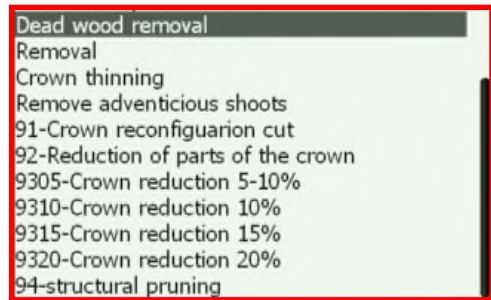 Dead wood removal
Removal
Crown thinning
Remove adventicious shoots
91-Crown reconfiguarion cut
92-Reduction of parts of the crown
9305-Crown reduction 5-10%
9310-Crown reduction 10%
9315-Crown reduction 15%
9320-Crown reduction 20%
94-structural pruning